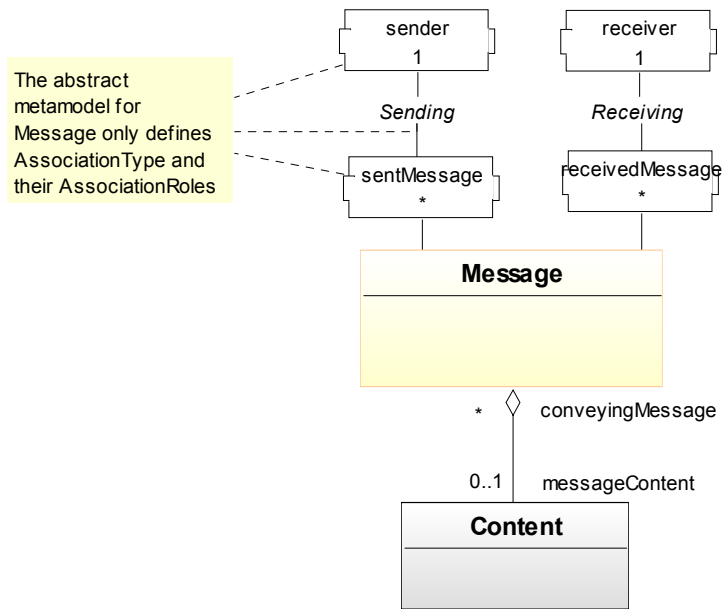 sender
1
receiver
1
The abstract
metamodel for
Message only defines
AssociationType and
their AssociationRoles
Sending
Receiving
sentMessage
*
receivedMessage
*
Message
* conveyingMessage
0..1 messageContent
Content